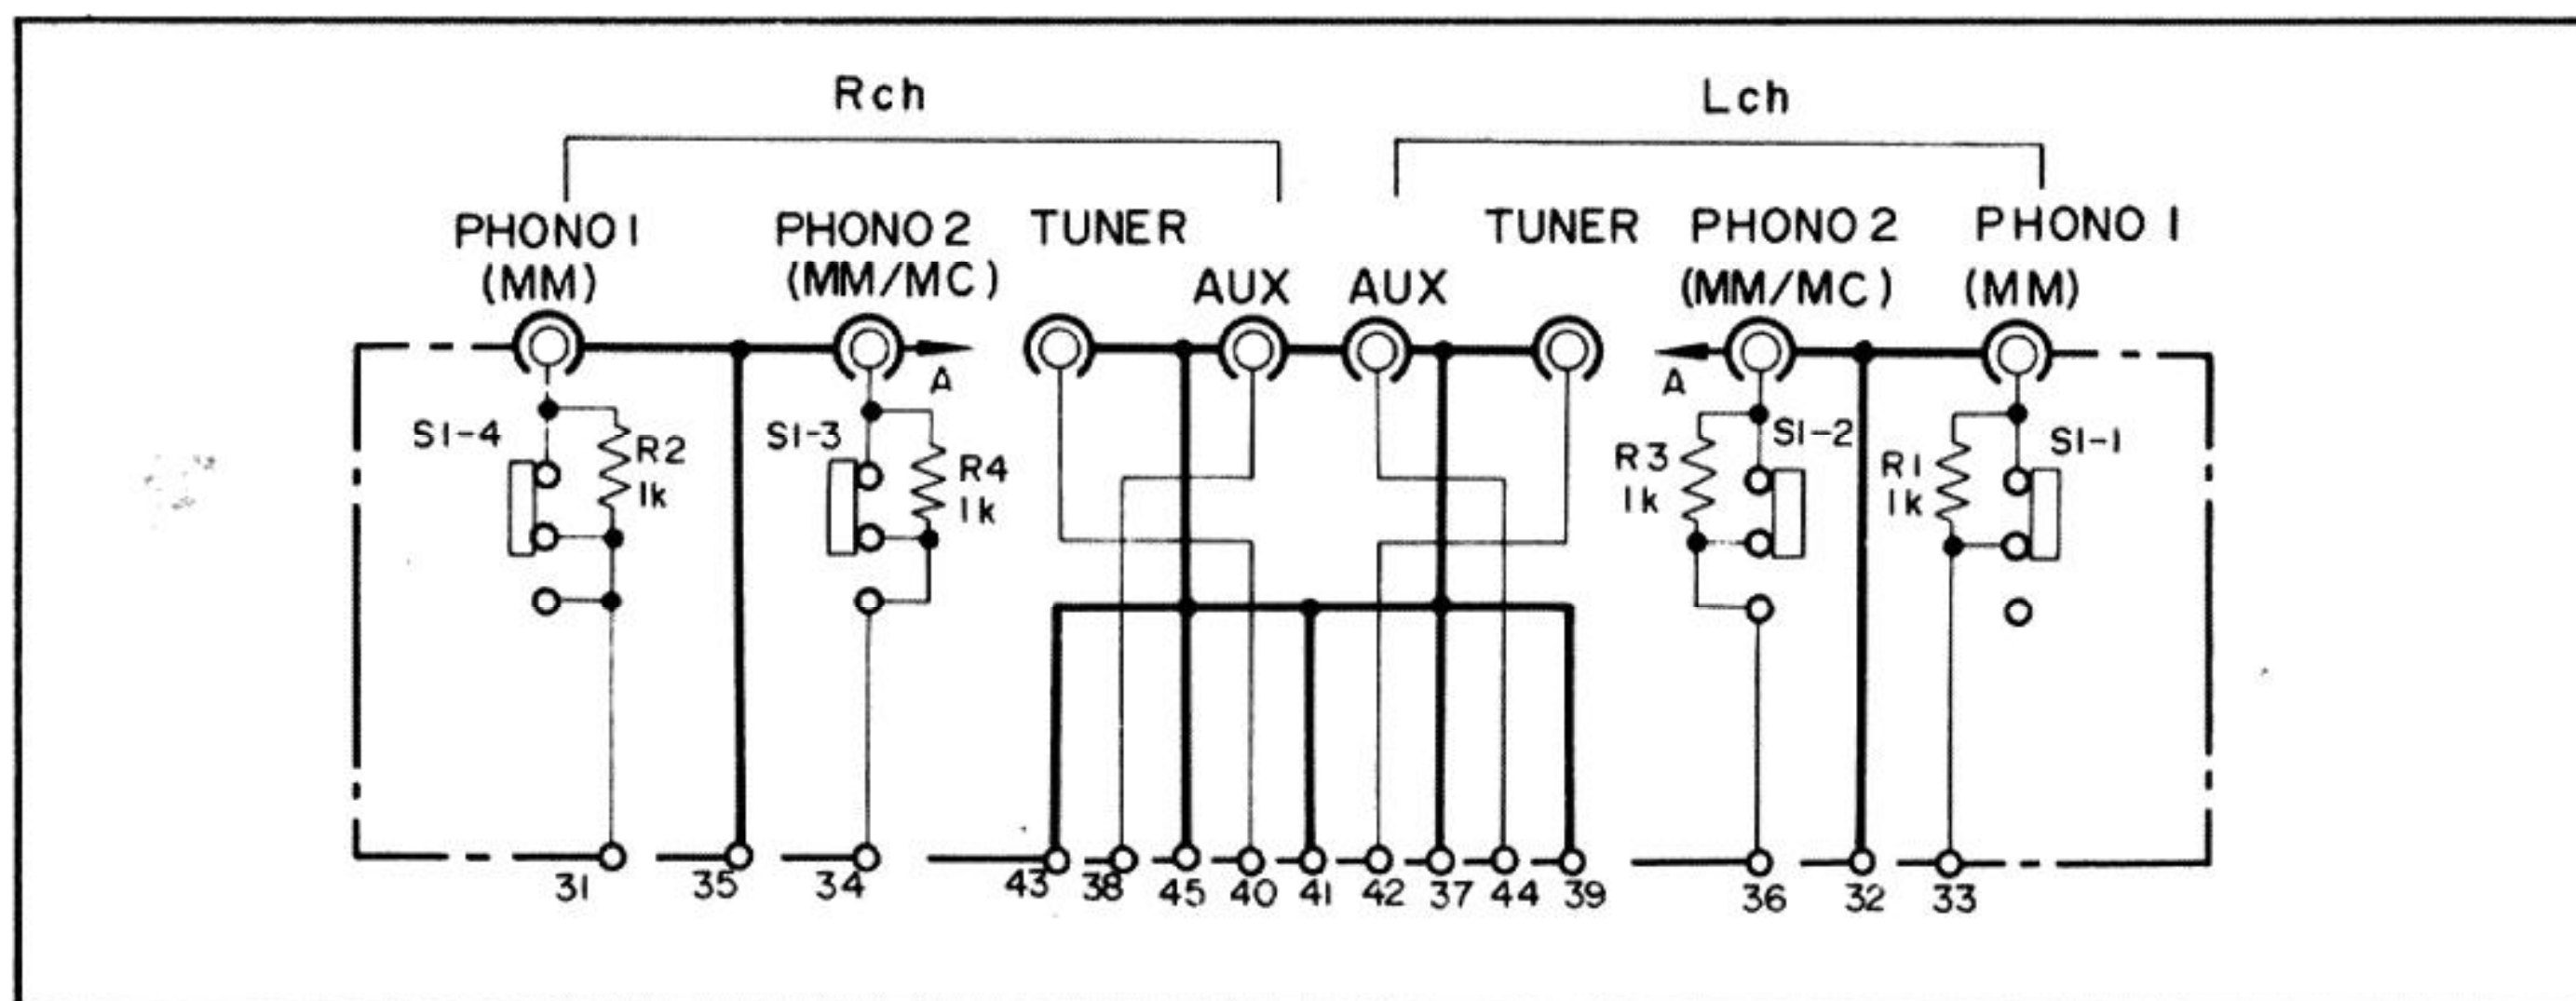 Rch
Lch
PHONO 1
(MM)
PHONO 2
(MM/MC)
TUNER
AUX
AUX
TUNER
PHONO 2
(MM/MC)
PHONO 1
(MM)
A
A
S1-4
R2
1k
S1-3
R4
1k
R3
1k
S1-2
R1
1k
S1-1
31
35
34
43
38
45
40
41
42
37
44
39
36
32
33